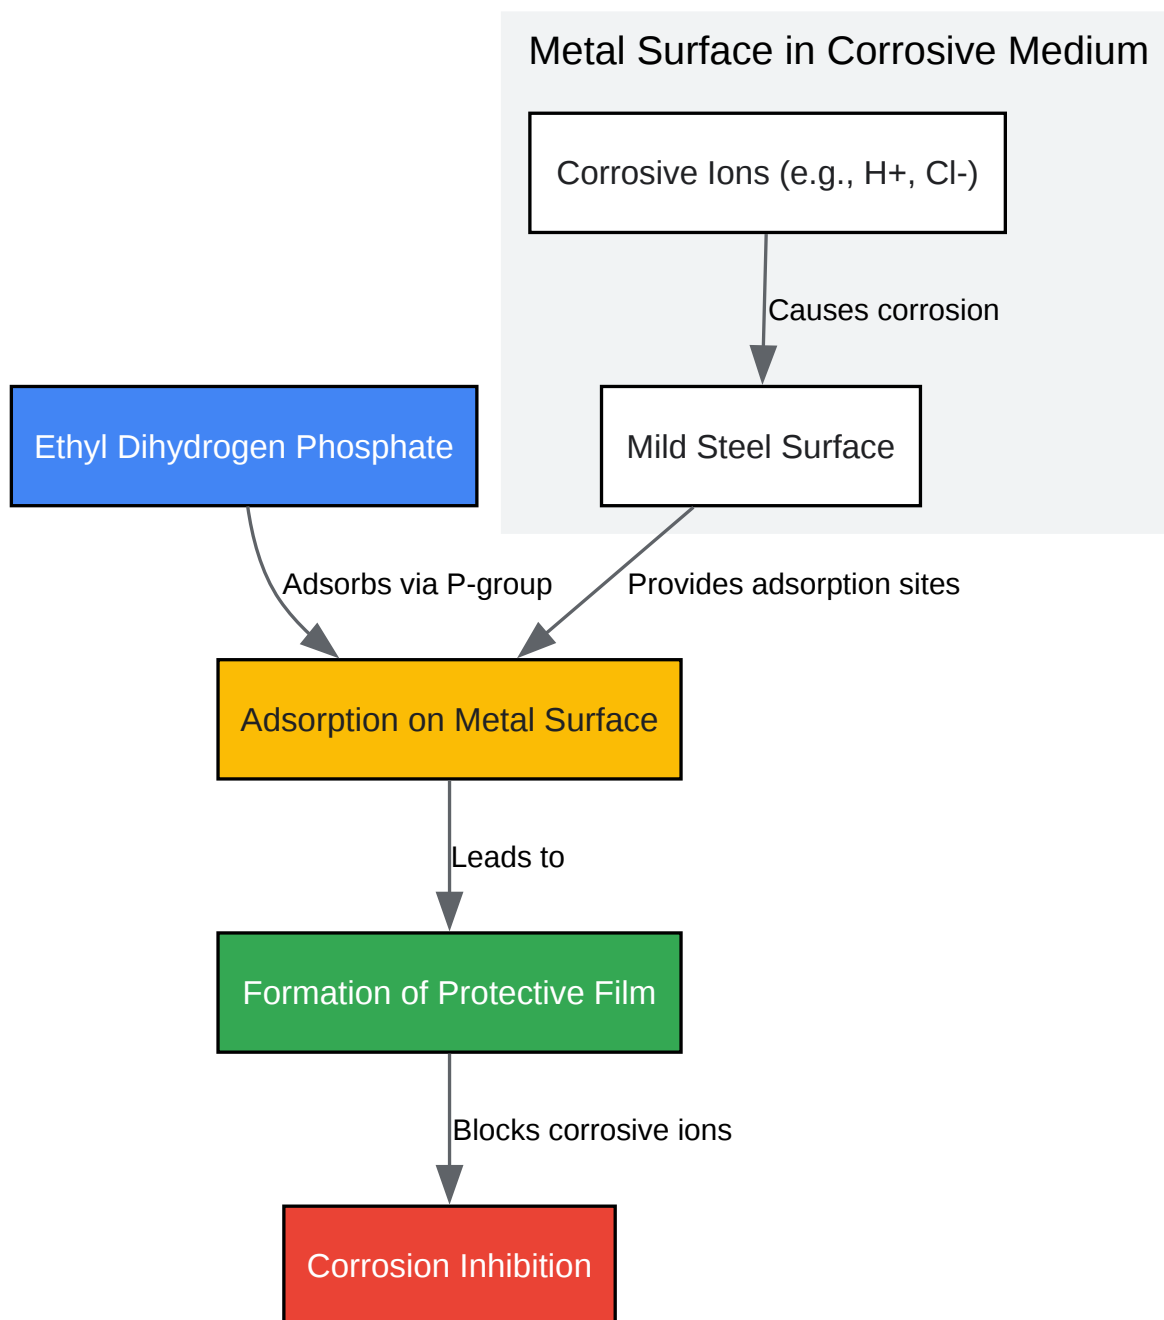 Metal Surface in Corrosive Medium
Corrosive Ions (e.g., H+, Cl-)
Causes corrosion
Ethyl Dihydrogen Phosphate
Mild Steel Surface
Adsorbs via P-group
Provides adsorption sites
Adsorption on Metal Surface
Leads to
Formation of Protective Film
Blocks corrosive ions
Corrosion Inhibition